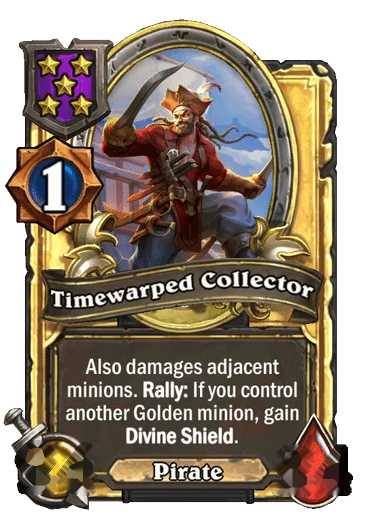 1
Timewarped Collector
Also damages adjacent
minions. Rally: If you control
another Golden minion, gain
Divine Shield.
Pirate